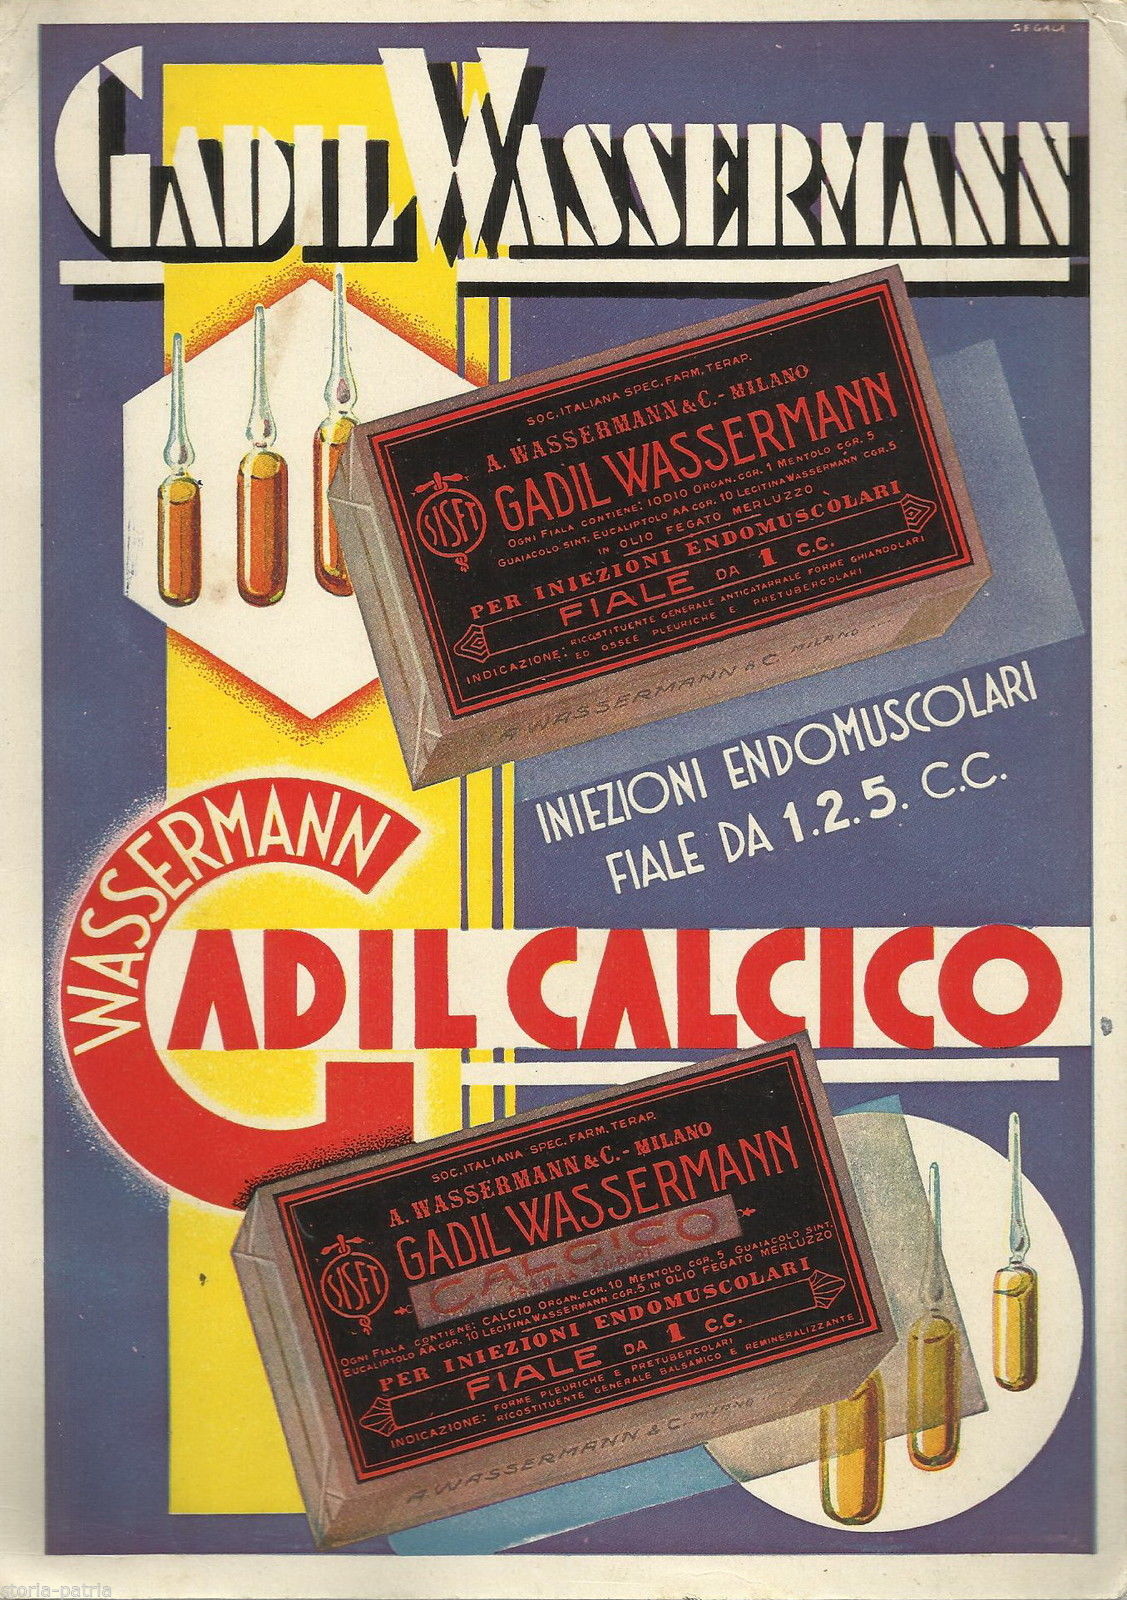 SEGALA
GADIL WASSERMANN
SOC. ITALIANA SPEC. FARM. TERAP.
A. WASSERMANN & C. - MILANO
GADIL WASSERMANN
OGNI FIALA CONTIENE: IODIO ORGAN. CGR. 1 MENTOLO CGR. 5
GUAIACOLO SINT. EUCALIPTOLO AA CGR. 10 LECITINA WASSERMANN CGR. 5
IN OLIO FEGATO MERLUZZO
SISFT
PER INIEZIONI ENDOMUSCOLARI
FIALE DA 1 C.C.
INDICAZIONE: RICOSTITUENTE GENERALE ANTICATARRALE FORME GHIANDOLARI
ED OSSEE PLEURICHE E PRETUBERCOLARI
A. WASSERMANN & C. MILANO
INIEZIONI ENDOMUSCOLARI
FIALE DA 1.2.5. C.C.
WASSERMANN
GADIL CALCICO
SOC. ITALIANA SPEC. FARM. TERAP.
A. WASSERMANN & C. - MILANO
GADIL WASSERMANN
CALCICO
SISFT
OGNI FIALA CONTIENE: CALCIO ORGAN. CGR. 10 MENTOLO CGR. 5 GUAIACOLO SINT.
EUCALIPTOLO AA CGR. 10 LECITINA WASSERMANN CGR. 5 IN OLIO FEGATO MERLUZZO
PER INIEZIONI ENDOMUSCOLARI
FIALE DA 1 C.C.
INDICAZIONE: FORME PLEURICHE E PRETUBERCOLARI
RICOSTITUENTE GENERALE BALSAMICO E REMINERALIZZANTE
A. WASSERMANN & C. MILANO
storia-patria